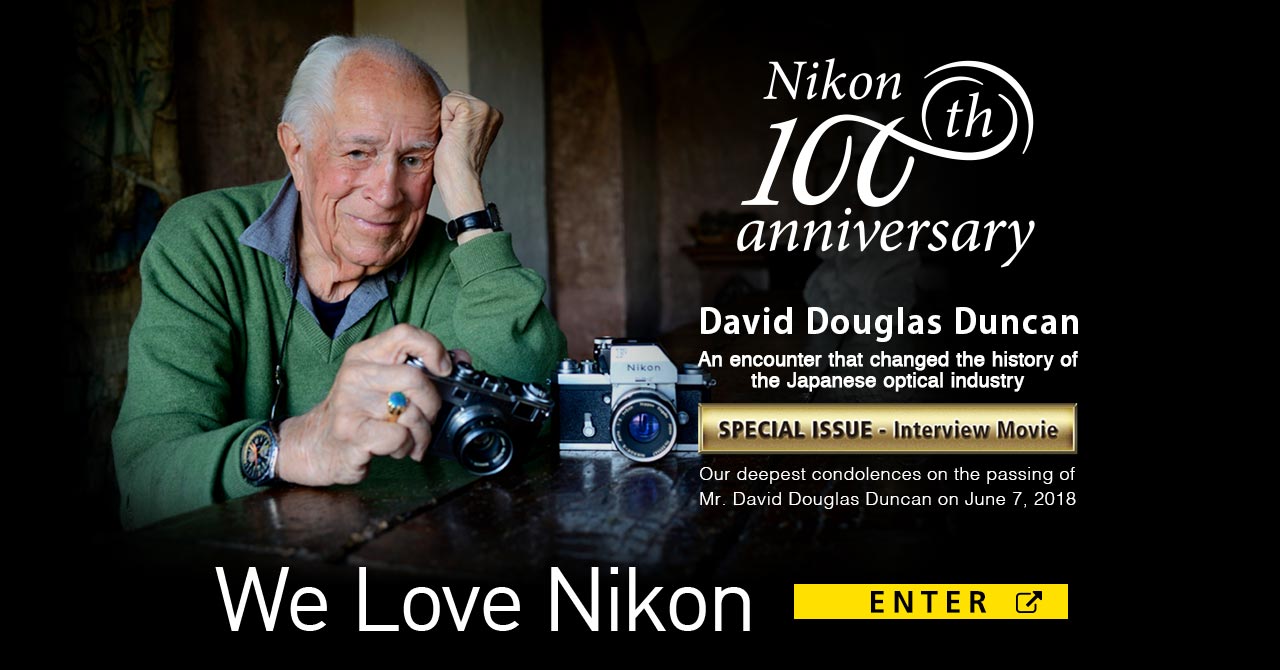 Nikon
100th
anniversary
David Douglas Duncan
An encounter that changed the history of
the Japanese optical industry
SPECIAL ISSUE - Interview Movie
Our deepest condolences on the passing of
Mr. David Douglas Duncan on June 7, 2018
F
Nikon
We Love Nikon
ENTER